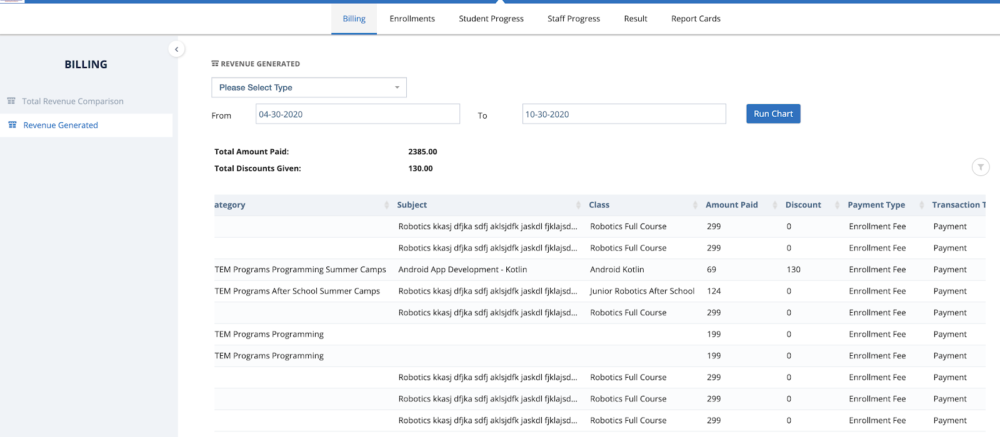 Billing Enrollments Student Progress Staff Progress Result Report Cards
BILLING
Total Revenue Comparison
Revenue Generated
REVENUE GENERATED
Please Select Type
From 04-30-2020 To 10-30-2020 Run Chart
Total Amount Paid: 2385.00
Total Discounts Given: 130.00
ategory Subject Class Amount Paid Discount Payment Type Transaction T
Robotics kkasj dfjka sdfj aklsjdfk jaskdl fjklajsd... Robotics Full Course 299 0 Enrollment Fee Payment
Robotics kkasj dfjka sdfj aklsjdfk jaskdl fjklajsd... Robotics Full Course 299 0 Enrollment Fee Payment
TEM Programs Programming Summer Camps Android App Development - Kotlin Android Kotlin 69 130 Enrollment Fee Payment
TEM Programs After School Summer Camps Robotics kkasj dfjka sdfj aklsjdfk jaskdl fjklajsd... Junior Robotics After School 124 0 Enrollment Fee Payment
Robotics kkasj dfjka sdfj aklsjdfk jaskdl fjklajsd... Robotics Full Course 299 0 Enrollment Fee Payment
TEM Programs Programming 199 0 Enrollment Fee Payment
TEM Programs Programming 199 0 Enrollment Fee Payment
Robotics kkasj dfjka sdfj aklsjdfk jaskdl fjklajsd... Robotics Full Course 299 0 Enrollment Fee Payment
Robotics kkasj dfjka sdfj aklsjdfk jaskdl fjklajsd... Robotics Full Course 299 0 Enrollment Fee Payment
Robotics kkasj dfjka sdfj aklsjdfk jaskdl fjklajsd... Robotics Full Course 299 0 Enrollment Fee Payment